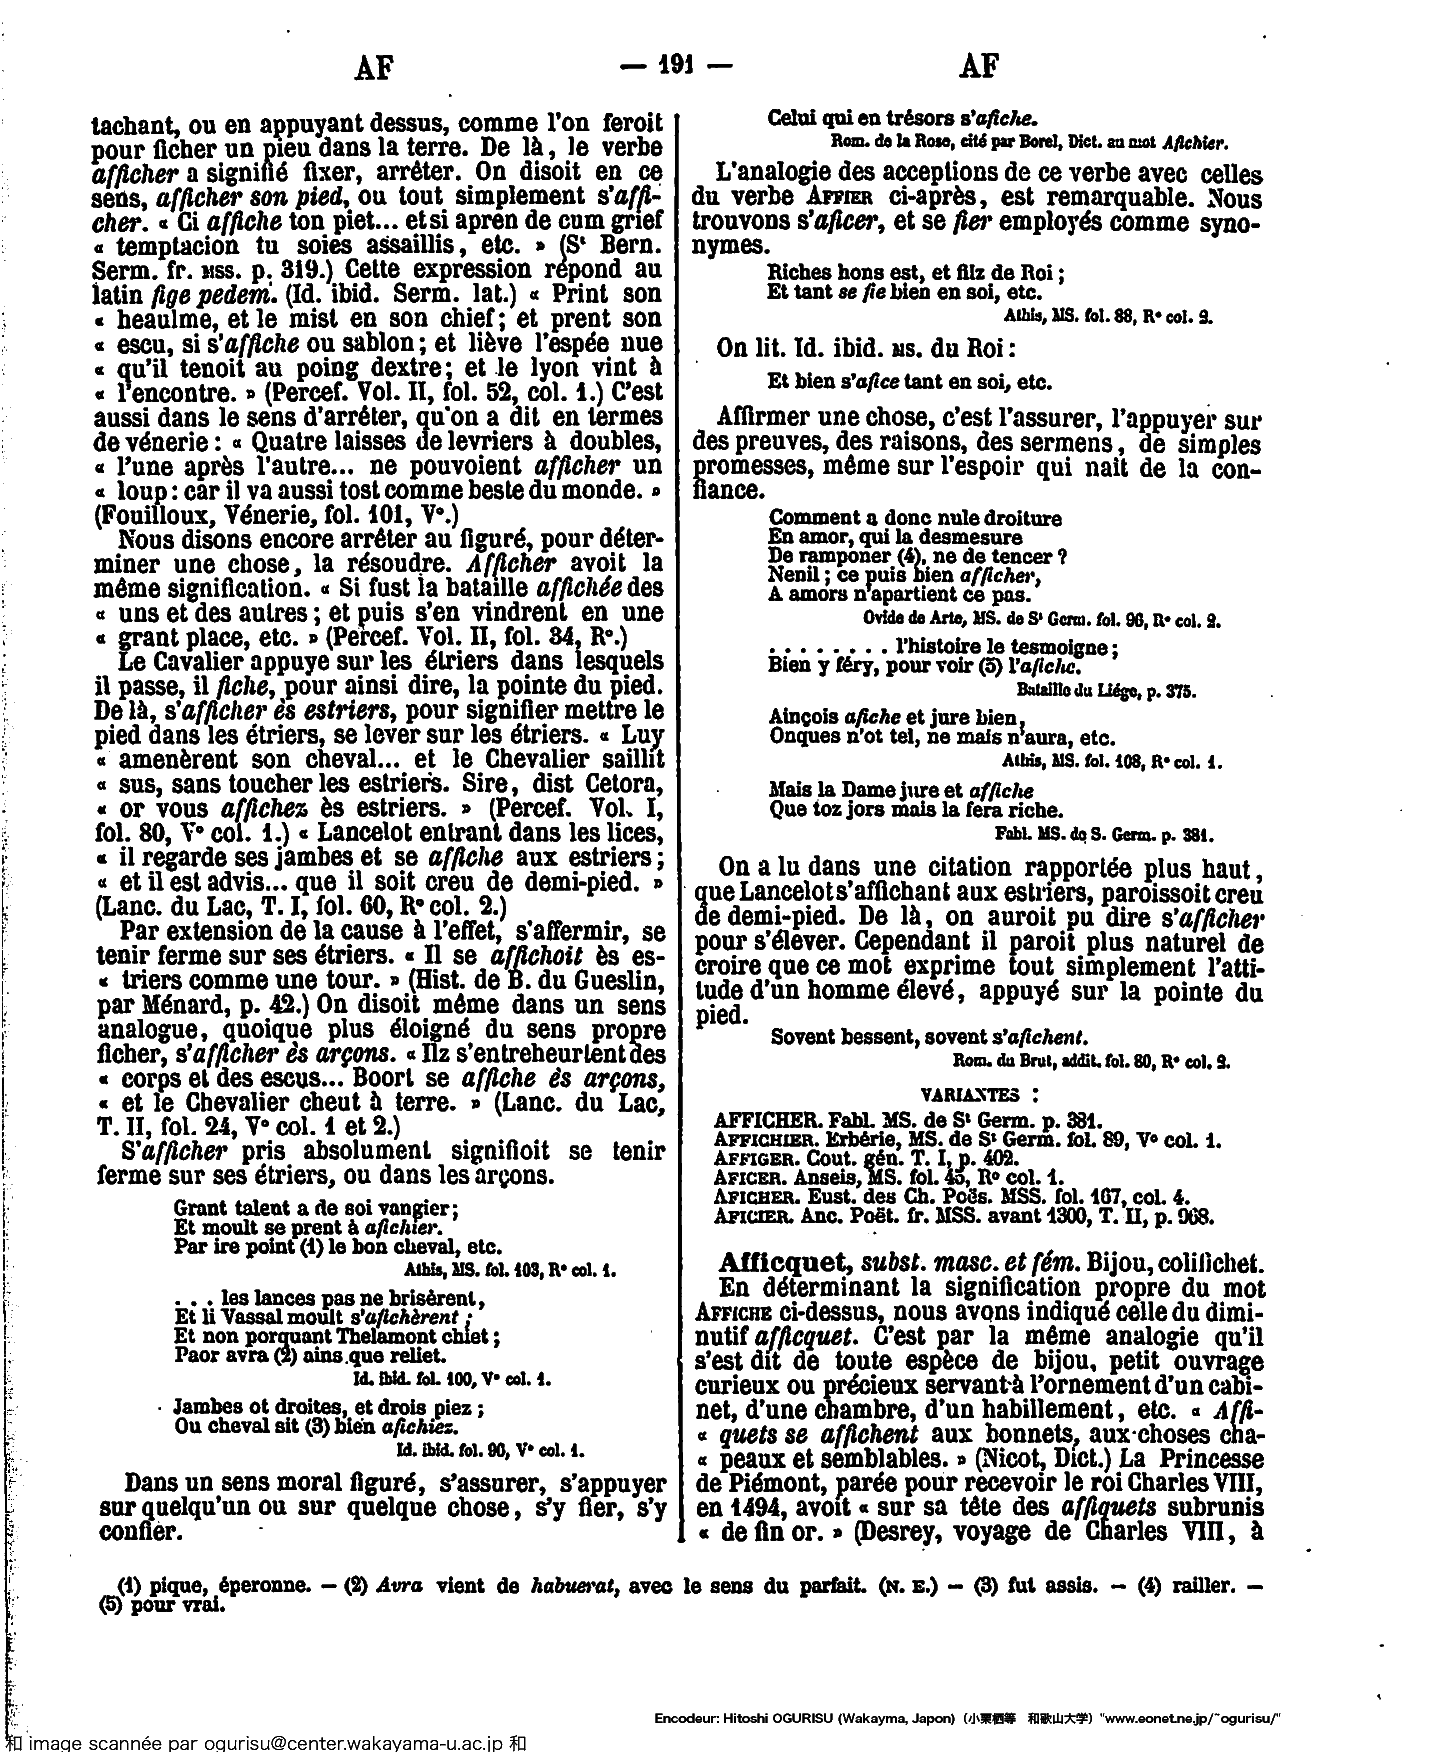 AF — 191 — AF
tachant, ou en appuyant dessus, comme l'on feroit
pour ficher un pieu dans la terre. De là, le verbe
afficher a signifié fixer, arrêter. On disoit en ce
sens, afficher son pied, ou tout simplement s'affi-
cher. « Ci affiche ton piet... et si apren de cum grief
« temptacion tu soies assaillis, etc. » (St Bern.
Serm. fr. MSS. p. 319.) Cette expression répond au
latin fige pedem. (Id. ibid. Serm. lat.) « Print son
« heaulme, et le mist en son chief; et prent son
« escu, si s'affiche ou sablon; et liève l'espée nue
« qu'il tenoit au poing dextre; et le lyon vint à
« l'encontre. » (Percef. Vol. II, fol. 52, col. 1.) C'est
aussi dans le sens d'arrêter, qu'on a dit en termes
de vénerie : « Quatre laisses de levriers à doubles,
« l'une après l'autre... ne pouvoient afficher un
« loup: car il va aussi tost comme beste du monde. »
(Fouilloux, Vénerie, fol. 101, V°.)
Nous disons encore arrêter au figuré, pour déter-
miner une chose, la résoudre. Afficher avoit la
même signification. « Si fust la bataille affichée des
« uns et des autres; et puis s'en vindrent en une
« grant place, etc. » (Percef. Vol. II, fol. 34, R°.)
Le Cavalier appuye sur les étriers dans lesquels
il passe, il fiche, pour ainsi dire, la pointe du pied.
De là, s'afficher ès estriers, pour signifier mettre le
pied dans les étriers, se lever sur les étriers. « Luy
« amenèrent son cheval... et le Chevalier saillit
« sus, sans toucher les estriers. Sire, dist Cetora,
« or vous affichez ès estriers. » (Percef. Vol. I,
fol. 80, V° col. 1.) « Lancelot entrant dans les lices,
« il regarde ses jambes et se affiche aux estriers;
« et il est advis... que il soit creu de demi-pied. »
(Lanc. du Lac, T. I, fol. 60, R° col. 2.)
Par extension de la cause à l'effet, s'affermir, se
tenir ferme sur ses étriers. « Il se affichoit ès es-
« triers comme une tour. » (Hist. de B. du Gueslin,
par Ménard, p. 42.) On disoit même dans un sens
analogue, quoique plus éloigné du sens propre
ficher, s'afficher ès arçons. « Ilz s'entreheurtent des
« corps et des escus... Boort se affiche ès arçons,
« et le Chevalier cheut à terre. » (Lanc. du Lac,
T. II, fol. 24, V° col. 1 et 2.)
S'afficher pris absolument signifioit se tenir
ferme sur ses étriers, ou dans les arçons.
Grant talent a de soi vangier;
Et moult se prent à afichier.
Par ire point (1) le bon cheval, etc.
Athis, MS. fol. 103, R° col. 1.
. . . les lances pas ne brisèrent,
Et li Vassal moult s'afichèrent;
Et non porquant Thelamont chiet;
Paor avra (2) ains que reliet.
Id. ibid. fol. 100, V° col. 1.
Jambes ot droites, et drois piez;
Ou cheval sit (3) bien afichiez.
Id. ibid. fol. 90, V° col. 1.
Dans un sens moral figuré, s'assurer, s'appuyer
sur quelqu'un ou sur quelque chose, s'y fier, s'y
confier.
Celui qui en trésors s'afiche.
Rom. de la Rose, cité par Borel, Dict. au mot Afichier.
L'analogie des acceptions de ce verbe avec celles
du verbe AFFIER ci-après, est remarquable. Nous
trouvons s'aficer, et se fier employés comme syno-
nymes.
Riches hons est, et filz de Roi;
Et tant se fie bien en soi, etc.
Athis, MS. fol. 88, R° col. 2.
On lit. Id. ibid. MS. du Roi:
Et bien s'afice tant en soi, etc.
Affirmer une chose, c'est l'assurer, l'appuyer sur
des preuves, des raisons, des sermens, de simples
promesses, même sur l'espoir qui nait de la con-
fiance.
Comment a donc nule droiture
En amor, qui la desmesure
De ramponer (4), ne de tencer?
Nenil; ce puis bien afficher,
A amors n'apartient ce pas.
Ovide de Arte, MS. de St Germ. fol. 96, R° col. 2.
. . . . . . . . l'histoire le tesmoigne;
Bien y féry, pour voir (5) l'afiche.
Bataille du Liége, p. 375.
Ainçois afiche et jure bien,
Onques n'ot tel, ne mais n'aura, etc.
Athis, MS. fol. 108, R° col. 1.
Mais la Dame jure et affiche
Que toz jors mais la fera riche.
Fabl. MS. de S. Germ. p. 381.
On a lu dans une citation rapportée plus haut,
que Lancelot s'affichant aux estriers, paroissoit creu
de demi-pied. De là, on auroit pu dire s'afficher
pour s'élever. Cependant il paroit plus naturel de
croire que ce mot exprime tout simplement l'atti-
tude d'un homme élevé, appuyé sur la pointe du
pied.
Sovent bessent, sovent s'afichent.
Rom. du Brut, addit. fol. 80, R° col. 2.
VARIANTES :
AFFICHER. Fabl. MS. de St Germ. p. 381.
AFFICHIER. Erbérie, MS. de St Germ. fol. 89, V° col. 1.
AFFIGER. Cout. gén. T. I, p. 402.
AFICER. Anseis, MS. fol. 45, R° col. 1.
AFICHER. Eust. des Ch. Poës. MSS. fol. 167, col. 4.
AFICIER. Anc. Poët. fr. MSS. avant 1300, T. II, p. 968.
Afficquet, subst. masc. et fém. Bijou, colifichet.
En déterminant la signification propre du mot
AFFICHE ci-dessus, nous avons indiqué celle du dimi-
nutif afficquet. C'est par la même analogie qu'il
s'est dit de toute espèce de bijou, petit ouvrage
curieux ou précieux servant à l'ornement d'un cabi-
net, d'une chambre, d'un habillement, etc. « Affi-
« quets se affichent aux bonnets, aux choses cha-
« peaux et semblables. » (Nicot, Dict.) La Princesse
de Piémont, parée pour recevoir le roi Charles VIII,
en 1494, avoit « sur sa tête des affiquets subrunis
« de fin or. » (Desrey, voyage de Charles VIII, à
(1) pique, éperonne. — (2) Avra vient de habuerat, avec le sens du parfait. (N. E.) — (3) fut assis. — (4) railler. —
(5) pour vrai.
Encodeur: Hitoshi OGURISU (Wakayma, Japon) (小栗栖等 和歌山大学) "www.eonet.ne.jp/~ogurisu/"
和 image scannée par ogurisu@center.wakayama-u.ac.jp 和